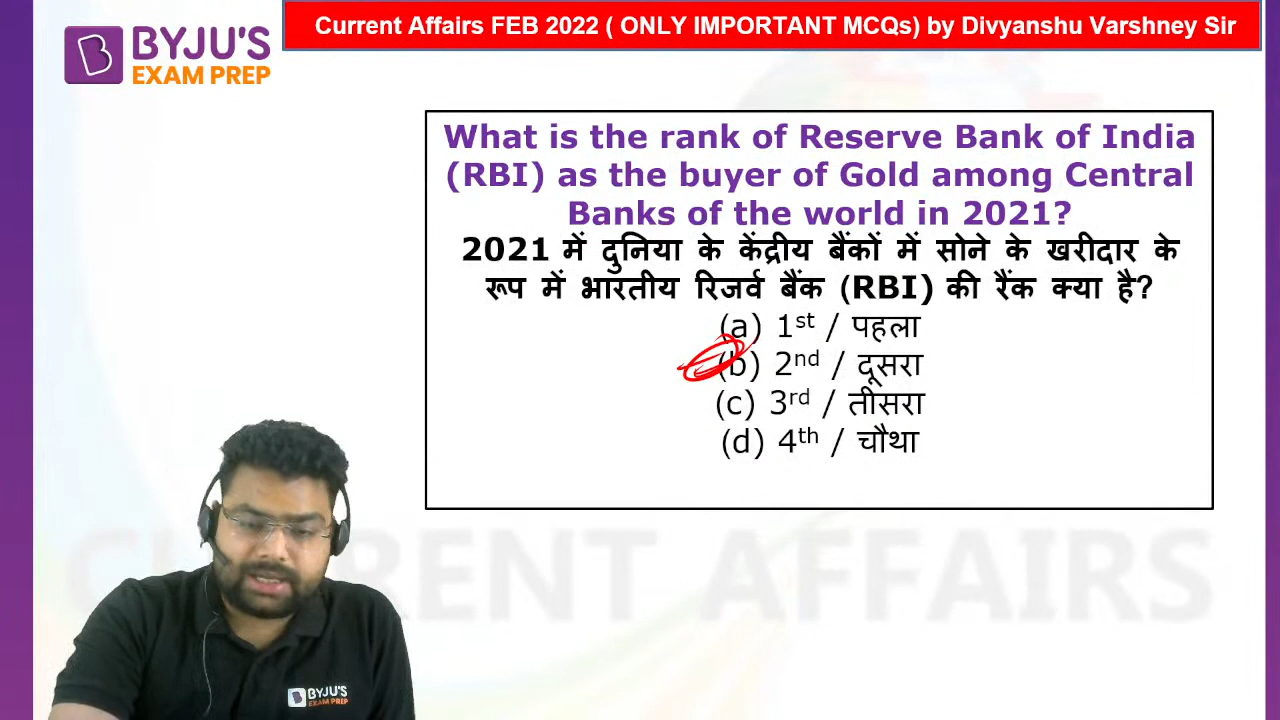 Current Affairs FEB 2022 ( ONLY IMPORTANT MCQs) by Divyanshu Varshney Sir
BYJU'S
EXAM PREP
What is the rank of Reserve Bank of India
(RBI) as the buyer of Gold among Central
Banks of the world in 2021?
2021 में दुनिया के केंद्रीय बैंकों में सोने के खरीदार के
रूप में भारतीय रिजर्व बैंक (RBI) की रैंक क्या है?
(a) 1st / पहला
(b) 2nd / दूसरा
(c) 3rd / तीसरा
(d) 4th / चौथा
CURRENT AFFAIRS
BYJU'S
EXAM PREP